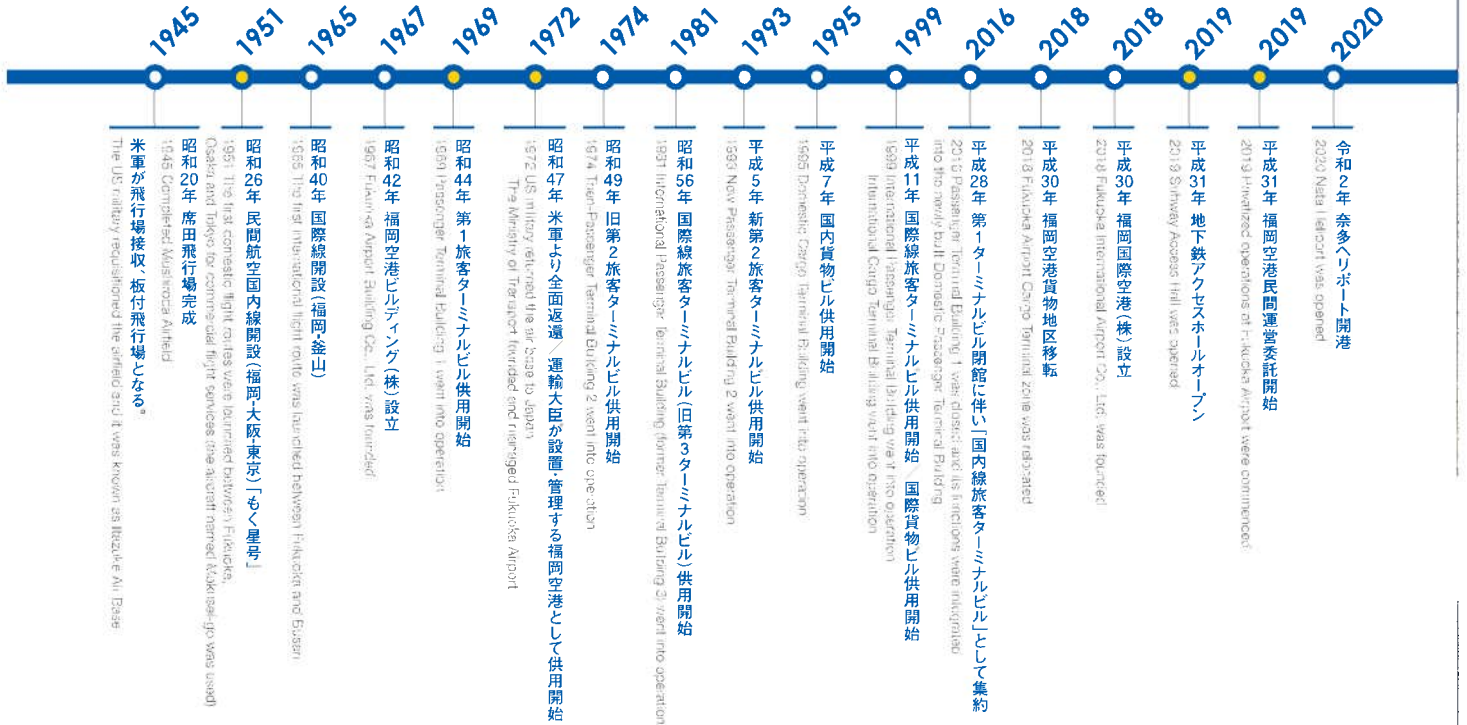 1945
昭和20年 席田飛行場完成
1945 Completed Mushiroda Airfield
米軍が飛行場接収、板付飛行場となる。
The US military requisitioned the airfield and it was known as Itazuke Air Base
1951
昭和26年 民間航空国内線開設(福岡-大阪-東京)「もく星号」
1951 The first domestic flight routes were launched between Fukuoka,
Osaka and Tokyo for commercial flight services (the aircraft named Mokusei-go was used)
1965
昭和40年 国際線開設(福岡-釜山)
1965 The first international flight route was launched between Fukuoka and Busan
1967
昭和42年 福岡空港ビルディング(株)設立
1967 Fukuoka Airport Building Co., Ltd. was founded
1969
昭和44年 第1旅客ターミナルビル供用開始
1969 Passenger Terminal Building 1 went into operation
1972
昭和47年 米軍より全面返還/運輸大臣が設置・管理する福岡空港として供用開始
1972 US military returned the air base to Japan
The Ministry of Transport founded and managed Fukuoka Airport
1974
昭和49年 旧第2旅客ターミナルビル供用開始
1974 Then-Passenger Terminal Building 2 went into operation
1981
昭和56年 国際線旅客ターミナルビル(旧第3ターミナルビル)供用開始
1981 International Passenger Terminal Building (former Terminal Building 3) went into operation
1993
平成5年 新第2旅客ターミナルビル供用開始
1993 New Passenger Terminal Building 2 went into operation
1995
平成7年 国内貨物ビル供用開始
1995 Domestic Cargo Terminal Building went into operation
1999
平成11年 国際線旅客ターミナルビル供用開始/国際貨物ビル供用開始
1999 International Passenger Terminal Building went into operation
International Cargo Terminal Building went into operation
2016
平成28年 第1ターミナルビル閉館に伴い「国内線旅客ターミナルビル」として集約
2016 Passenger Terminal Building 1 was closed and its functions were integrated
into the newly built Domestic Passenger Terminal Building
2018
平成30年 福岡空港貨物地区移転
2018 Fukuoka Airport Cargo Terminal zone was relocated
2018
平成30年 福岡国際空港(株)設立
2018 Fukuoka International Airport Co., Ltd. was founded
2019
平成31年 地下鉄アクセスホールオープン
2019 Subway Access Hall was opened
2019
平成31年 福岡空港民間運営委託開始
2019 Privatized operations of Fukuoka Airport were commenced
2020
令和2年 奈多ヘリポート開港
2020 Nata Heliport was opened